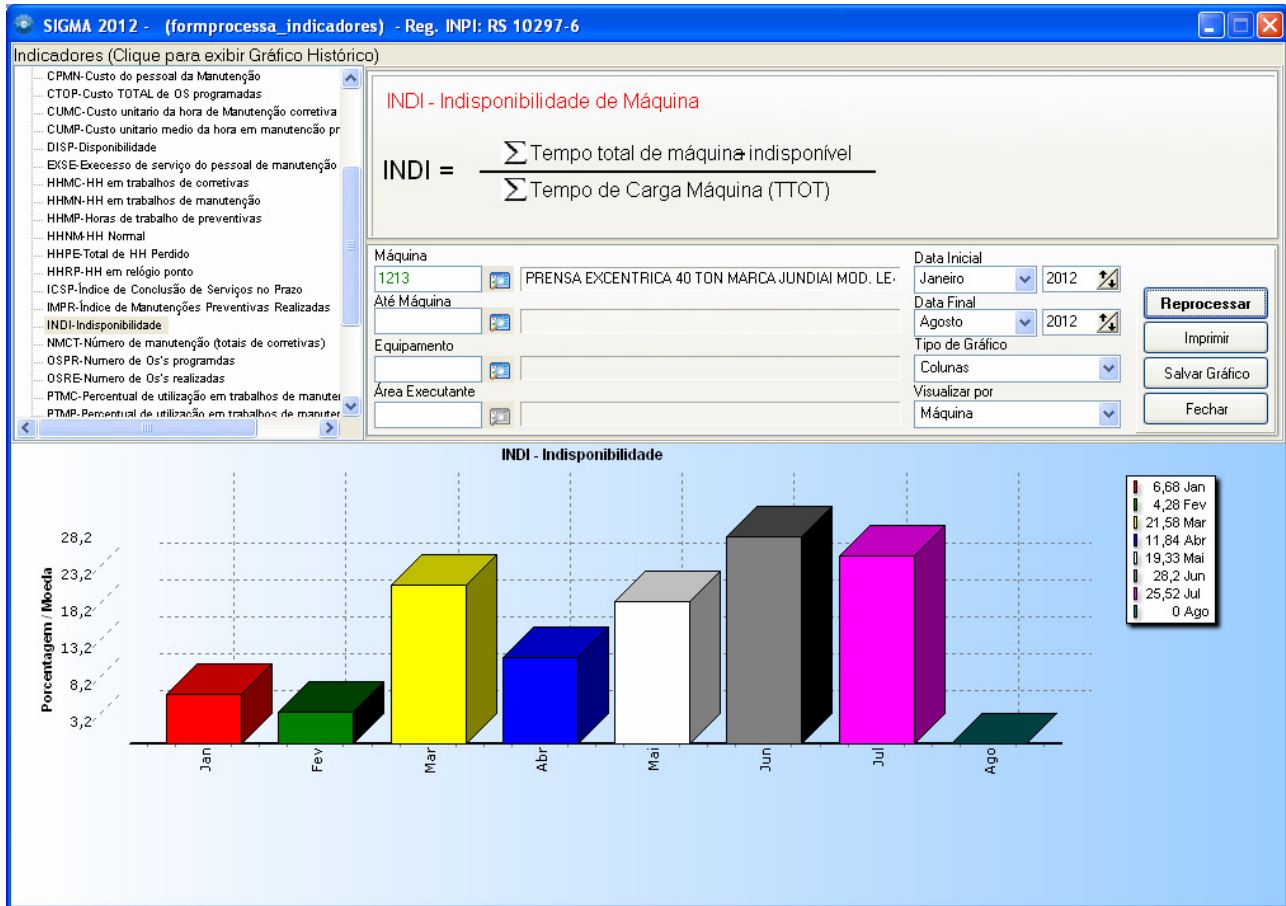 SIGMA 2012 -   (formprocessa_indicadores)  - Reg. INPI: RS 10297-6
Indicadores (Clique para exibir Gráfico Histórico)
CPMN-Custo do pessoal da Manutenção
CTOP-Custo TOTAL de OS programadas
CUMC-Custo unitario da hora de Manutenção corretiva
CUMP-Custo unitario medio da hora em manutencão pr
DISP-Disponibilidade
EXSE-Execesso de serviço do pessoal de manutenção
HHMC-HH em trabalhos de corretivas
HHMN-HH em trabalhos de manutenção
HHMP-Horas de trabalho de preventivas
HHNM-HH Normal
HHPE-Total de HH Perdido
HHRP-HH em relógio ponto
ICSP-Índice de Conclusão de Serviços no Prazo
IMPR-Índice de Manutenções Preventivas Realizadas
INDI-Indisponibilidade
NMCT-Número de manutenção (totais de corretivas)
OSPR-Numero de Os's programdas
OSRE-Numero de Os's realizadas
PTMC-Percentual de utilização em trabalhos de manuter
PTMP-Percentual de utilização em trabalhos de manuter
INDI - Indisponibilidade de Máquina
INDI =
∑ Tempo total de máquina indisponível
∑ Tempo de Carga Máquina (TTOT)
Máquina
1213
PRENSA EXCENTRICA 40 TON MARCA JUNDIAI MOD. LE-
Até Máquina
Equipamento
Área Executante
Data Inicial
Janeiro
2012
Data Final
Agosto
2012
Tipo de Gráfico
Colunas
Visualizar por
Máquina
Reprocessar
Imprimir
Salvar Gráfico
Fechar
INDI - Indisponibilidade
Porcentagem / Moeda
28,2
23,2
18,2
13,2
8,2
3,2
Jan
Fev
Mar
Abr
Mai
Jun
Jul
Ago
6,68 Jan
4,28 Fev
21,58 Mar
11,84 Abr
19,33 Mai
28,2 Jun
25,52 Jul
0 Ago